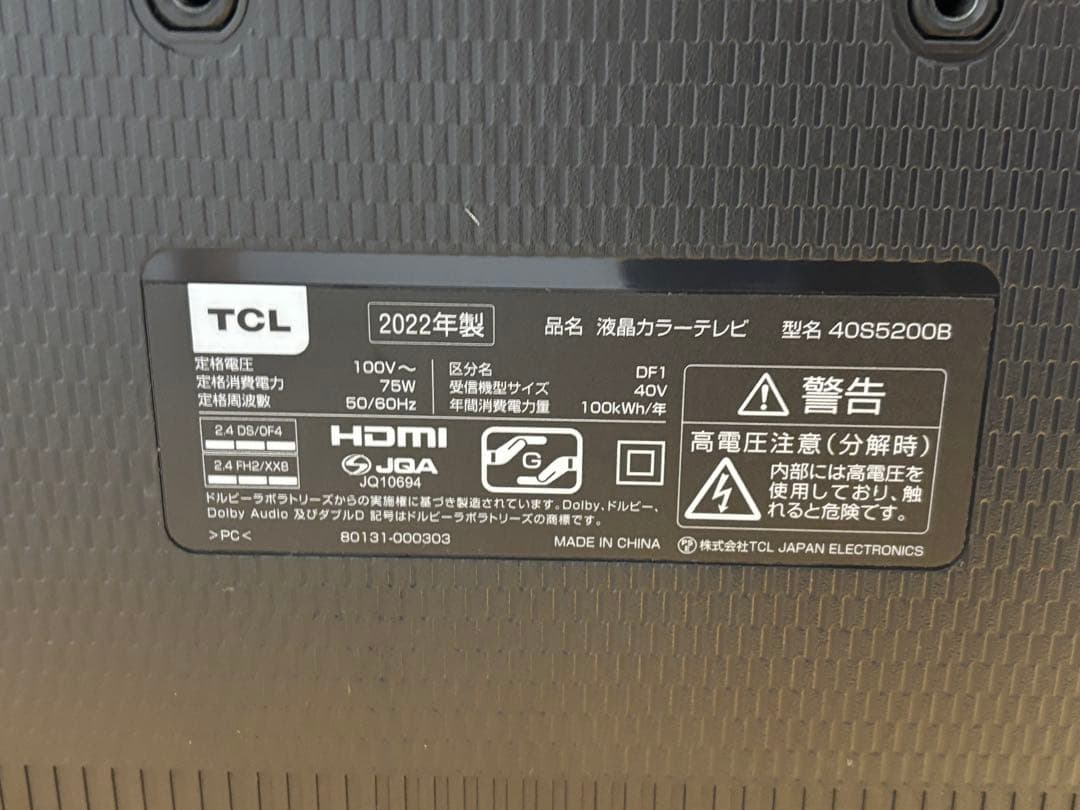 TCL
2022年製
品名 液晶カラーテレビ 型名 40S5200B
定格電圧 100V〜
定格消費電力 75W
定格周波数 50/60Hz
区分名 DF1
受信機型サイズ 40V
年間消費電力量 100kWh/年
2.4 DS/OF4
2.4 FH2/XX8
HDMI
JQA
JQ10694
G
警告
高電圧注意(分解時)
内部には高電圧を
使用しており、触
れると危険です。
ドルビーラボラトリーズからの実施権に基づき製造されています。Dolby、ドルビー、
Dolby Audio 及びダブルD 記号はドルビーラボラトリーズの商標です。
>PC< 80131-000303 MADE IN CHINA 株式会社TCL JAPAN ELECTRONICS